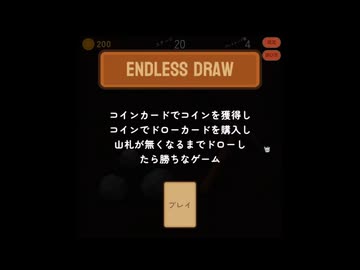 200
20
4
ENDLESS DRAW
コインカードでコインを獲得し
コインでドローカードを購入し
山札が無くなるまでドローし
たら勝ちなゲーム
プレイ